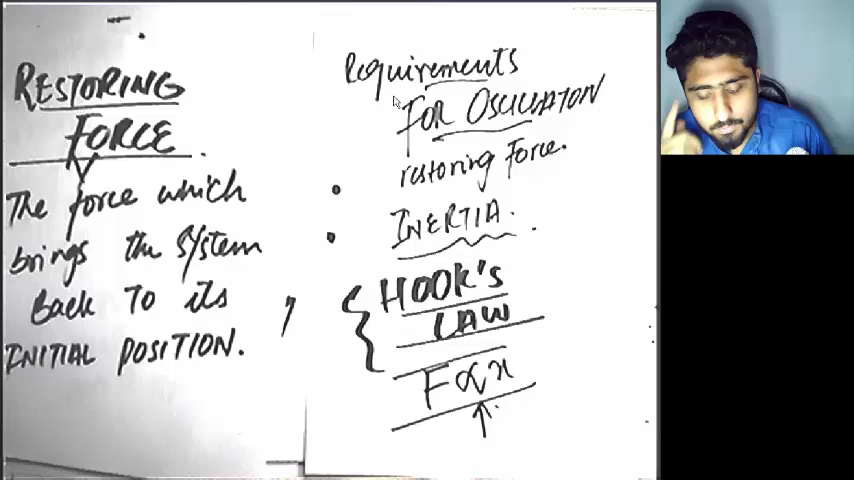 RESTORING
FORCE.
The force which
brings the system
Back to its
INITIAL POSITION.
Requirements
FOR OSCILLATON
restoring Force.
INERTIA.
HOOK's
LAW
F∝x